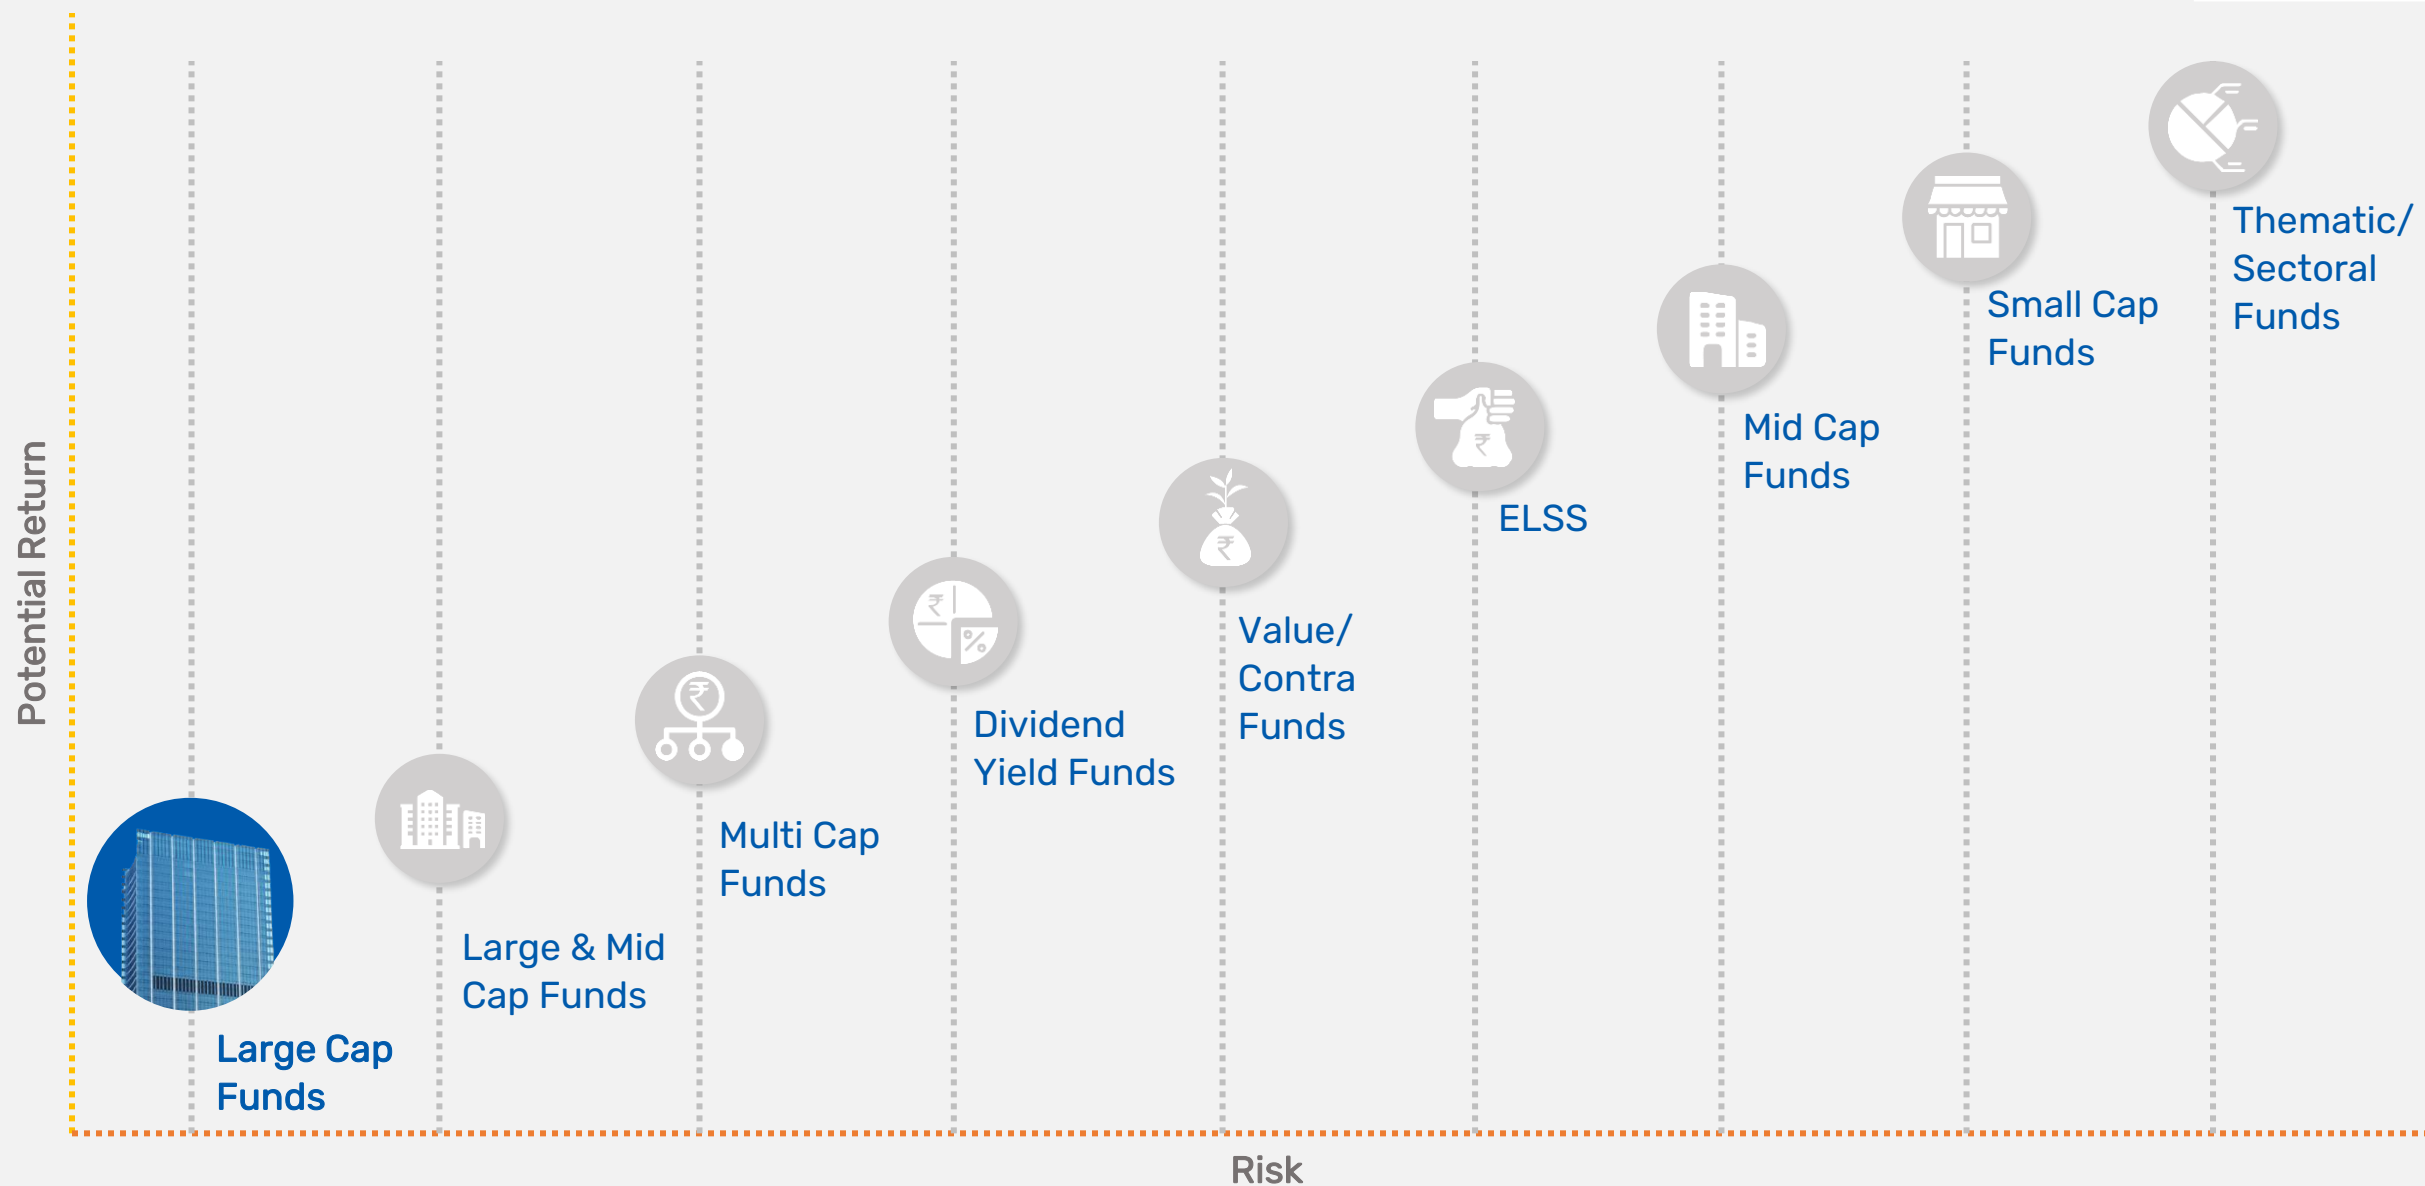 Potential Return
Thematic/
Sectoral
Funds
Small Cap
Funds
Mid Cap
Funds
ELSS
Value/
Contra
Funds
Dividend
Yield Funds
Multi Cap
Funds
Large & Mid
Cap Funds
Large Cap
Funds
Risk
₹
₹
%
₹
₹